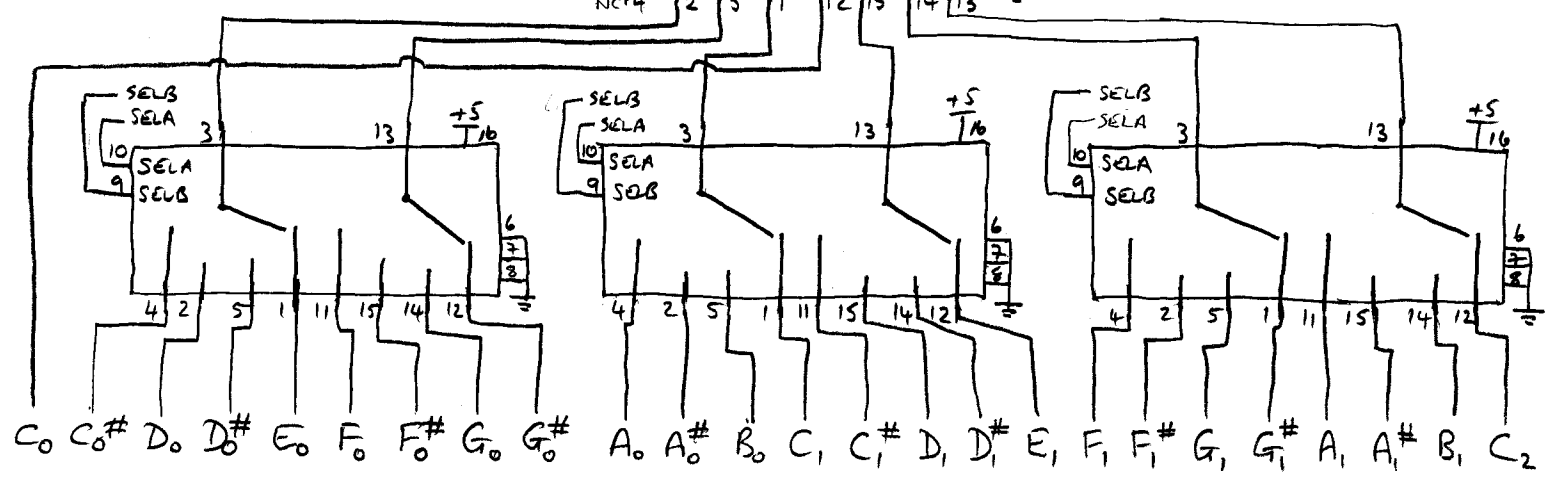 2 3 1 12 15 14 13
SELB SELB SELB
SELA +5 SELA +5 SELA +5
3 13 16 3 13 16 3 13 16
10 SELA 10 SELA 10 SELA
9 SELB 9 SELB 9 SELB
6 6 6
7 7 7
8 8 8
4 2 5 1 11 15 14 12 4 2 5 1 11 15 14 12 4 2 5 1 11 15 14 12
C₀ C₀# D₀ D₀# E₀ F₀ F₀# G₀ G₀# A₀ A₀# B₀ C₁ C₁# D₁ D₁# E₁ F₁ F₁# G₁ G₁# A₁ A₁# B₁ C₂